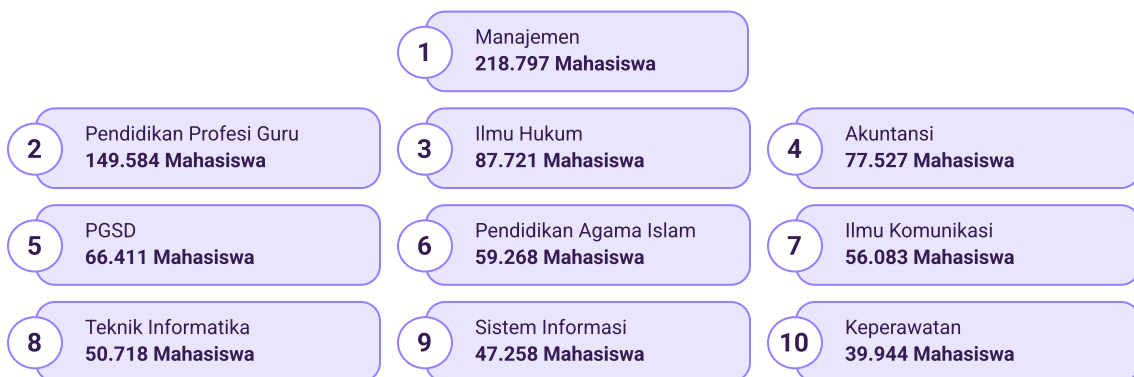 1
Manajemen
218.797 Mahasiswa
2
Pendidikan Profesi Guru
149.584 Mahasiswa
3
Ilmu Hukum
87.721 Mahasiswa
4
Akuntansi
77.527 Mahasiswa
5
PGSD
66.411 Mahasiswa
6
Pendidikan Agama Islam
59.268 Mahasiswa
7
Ilmu Komunikasi
56.083 Mahasiswa
8
Teknik Informatika
50.718 Mahasiswa
9
Sistem Informasi
47.258 Mahasiswa
10
Keperawatan
39.944 Mahasiswa